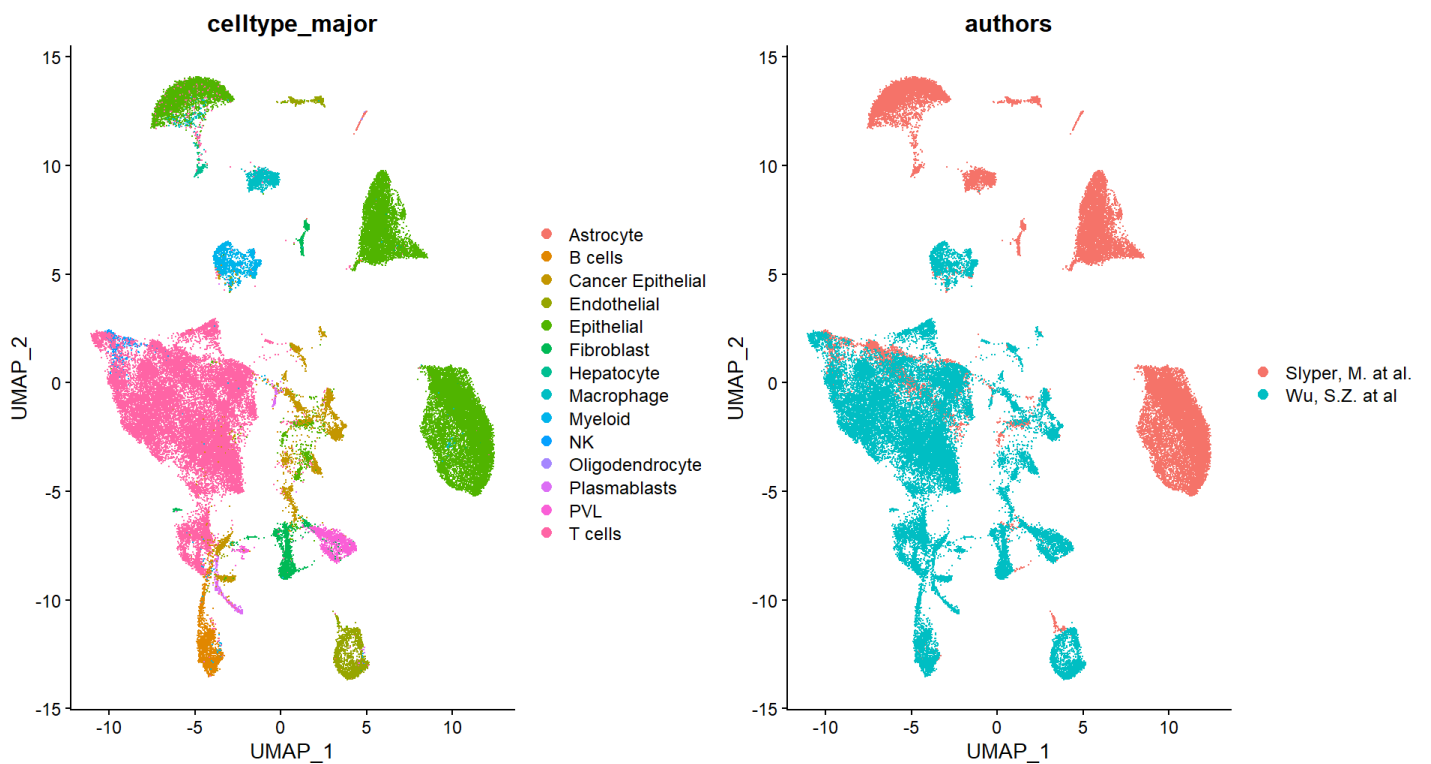 celltype_major
15
10
5
0
-5
-10
-15
UMAP_2
-10
-5
0
5
10
UMAP_1
Astrocyte
B cells
Cancer Epithelial
Endothelial
Epithelial
Fibroblast
Hepatocyte
Macrophage
Myeloid
NK
Oligodendrocyte
Plasmablasts
PVL
T cells
authors
15
10
5
0
-5
-10
-15
UMAP_2
-10
-5
0
5
10
UMAP_1
Slyper, M. at al.
Wu, S.Z. at al